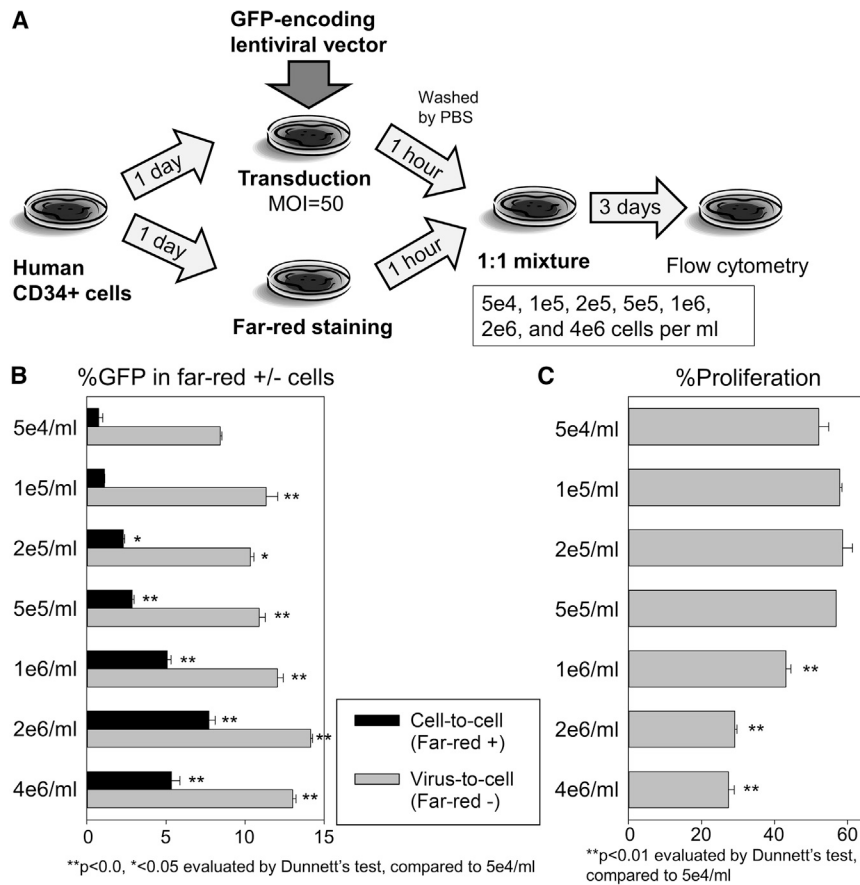 A
GFP-encoding
lentiviral vector
Washed
by PBS
1 day
1 hour
Transduction
MOI=50
3 days
1 day
1 hour
Human
CD34+ cells
1:1 mixture
Flow cytometry
Far-red staining
5e4, 1e5, 2e5, 5e5, 1e6,
2e6, and 4e6 cells per ml
B
%GFP in far-red +/- cells
5e4/ml
1e5/ml
**
2e5/ml
*
*
5e5/ml
**
**
1e6/ml
**
**
2e6/ml
**
**
4e6/ml
**
**
0 5 10 15
Cell-to-cell
(Far-red +)
Virus-to-cell
(Far-red -)
**p<0.0, *<0.05 evaluated by Dunnett's test, compared to 5e4/ml
C
%Proliferation
5e4/ml
1e5/ml
2e5/ml
5e5/ml
1e6/ml
**
2e6/ml
**
4e6/ml
**
0 20 40 60
**p<0.01 evaluated by Dunnett's test,
compared to 5e4/ml